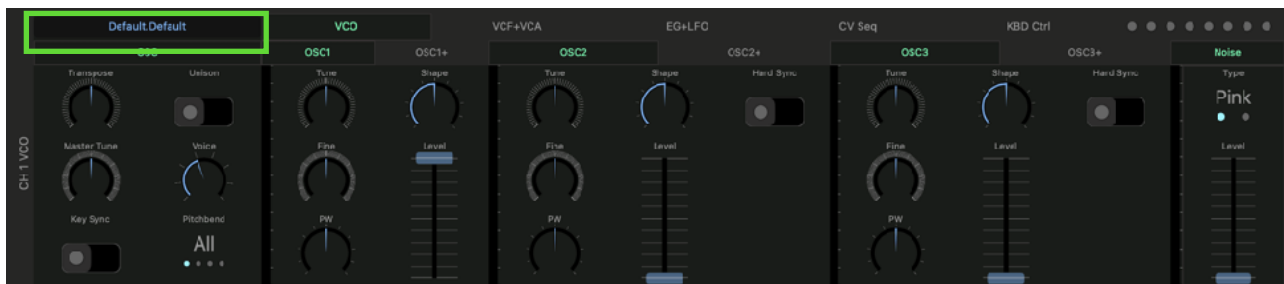 Default.Default VCO VCF+VCA EG+LFO CV Seq KBD Ctrl
OSC OSC1 OSC1+ OSC2 OSC2+ OSC3 OSC3+ Noise
Transpose Unison Tune Shape Tune Shape Hard Sync Tune Shape Hard Sync Type
Pink
CH 1 VCO
Master Tune Voice Fine Level Fine Level Fine Level Level
Key Sync Pitchbend PW PW PW
All